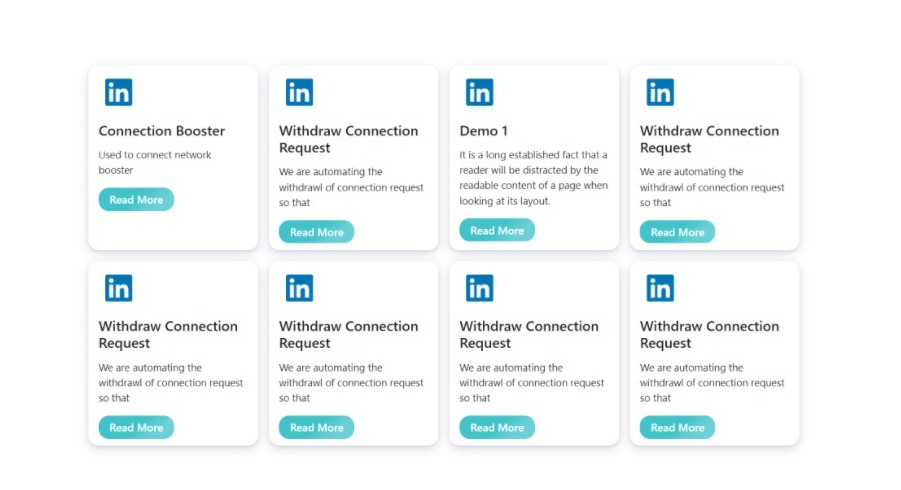 in
in
in
in
Connection Booster
Used to connect network
booster
Read More
Withdraw Connection
Request
We are automating the
withdrawl of connection request
so that
Read More
Demo 1
It is a long established fact that a
reader will be distracted by the
readable content of a page when
looking at its layout.
Read More
Withdraw Connection
Request
We are automating the
withdrawl of connection request
so that
Read More
in
in
in
in
Withdraw Connection
Request
We are automating the
withdrawl of connection request
so that
Read More
Withdraw Connection
Request
We are automating the
withdrawl of connection request
so that
Read More
Withdraw Connection
Request
We are automating the
withdrawl of connection request
so that
Read More
Withdraw Connection
Request
We are automating the
withdrawl of connection request
so that
Read More